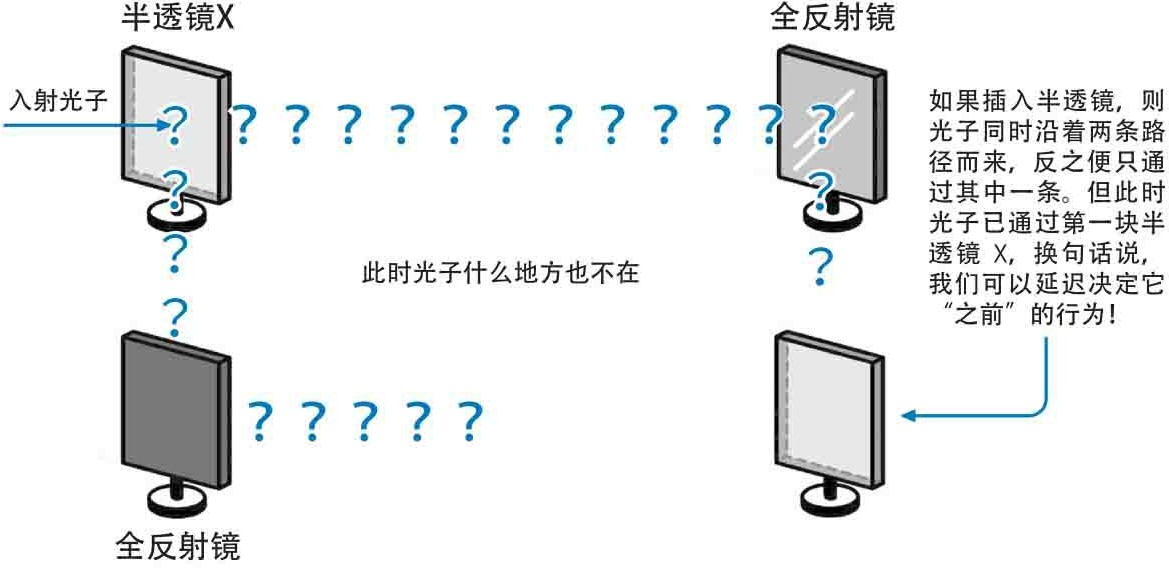 半透镜X
全反射镜
入射光子
? ? ? ? ? ? ? ? ? ? ? ? ?
如果插入半透镜，则
光子同时沿着两条路
径而来，反之便只通
过其中一条。但此时
光子已通过第一块半
透镜 X，换句话说，
我们可以延迟决定它
“之前”的行为！
? ?
? ?
此时光子什么地方也不在
?
? ? ? ? ?
全反射镜